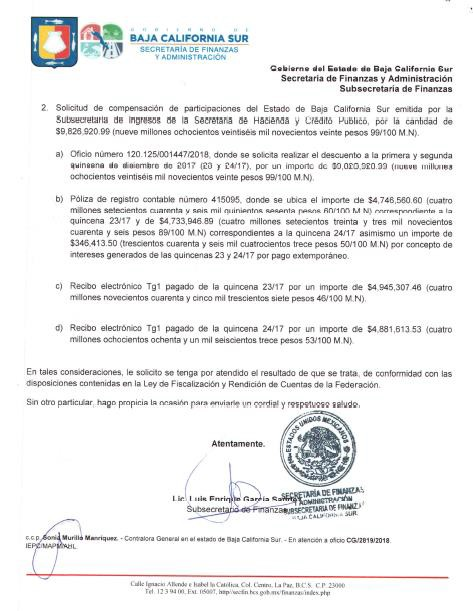 GOBIERNO DE
BAJA CALIFORNIA SUR
SECRETARÍA DE FINANZAS
Y ADMINISTRACIÓN
Gobierno del Estado de Baja California Sur
Secretaria de Finanzas y Administración
Subsecretaria de Finanzas
2. Solicitud de compensación de participaciones del Estado de Baja California Sur emitida por la
Subsecretaría de Ingresos de la Secretaría de Hacienda y Crédito Público, por la cantidad de
$9,826,920.99 (nueve millones ochocientos veintiséis mil novecientos veinte pesos 99/100 M.N.)
a) Oficio número 120.125/001447/2018, donde se solicita realizar el descuento a la primera y segunda
quincena de diciembre de 2017 (23 y 24/17), por un importe de $9,826,920.99 (nueve millones
ochocientos veintiséis mil novecientos veinte pesos 99/100 M.N).
b) Póliza de registro contable número 415095, donde se ubica el importe de $4,746,560.60 (cuatro
millones setecientos cuarenta y seis mil quinientos sesenta pesos 60/100 M.N) correspondiente a la
quincena 23/17 y de $4,733,946.89 (cuatro millones setecientos treinta y tres mil novecientos
cuarenta y seis pesos 89/100 M.N) correspondientes a la quincena 24/17 asimismo un importe de
$346,413.50 (trescientos cuarenta y seis mil cuatrocientos trece pesos 50/100 M.N) por concepto de
intereses generados de las quincenas 23 y 24/17 por pago extemporáneo.
c) Recibo electrónico Tg1 pagado de la quincena 23/17 por un importe de $4,945,307.46 (cuatro
millones novecientos cuarenta y cinco mil trescientos siete pesos 46/100 M.N).
d) Recibo electrónico Tg1 pagado de la quincena 24/17 por un importe de $4,881,613.53 (cuatro
millones ochocientos ochenta y un mil seiscientos trece pesos 53/100 M.N).
En tales consideraciones, le solicito se tenga por atendido el resultado de que se trata, de conformidad con las
disposiciones contenidas en la Ley de Fiscalización y Rendición de Cuentas de la Federación.
Sin otro particular, hago propicia la ocasión para enviarle un cordial y respetuoso saludo.
Atentamente.
ESTADOS UNIDOS MEXICANOS
Lic. Luis Enrique García
Subsecretario de Finanzas
SECRETARÍA DE FINANZAS
Y ADMINISTRACIÓN
SUBSECRETARÍA DE FINANZAS
BAJA CALIFORNIA SUR.
c.c.p. Sonia Murillo Manríquez. - Contralora General en el estado de Baja California Sur. - En atención a oficio CG/2819/2018.
IEPC/MAPM/AHL.
Calle Ignacio Allende e Isabel la Católica, Col. Centro, La Paz, B.C.S. C.P. 23000
Tel. 12 3 94 00, Ext. 05007, http://secfin.bcs.gob.mx/finanzas/index.php